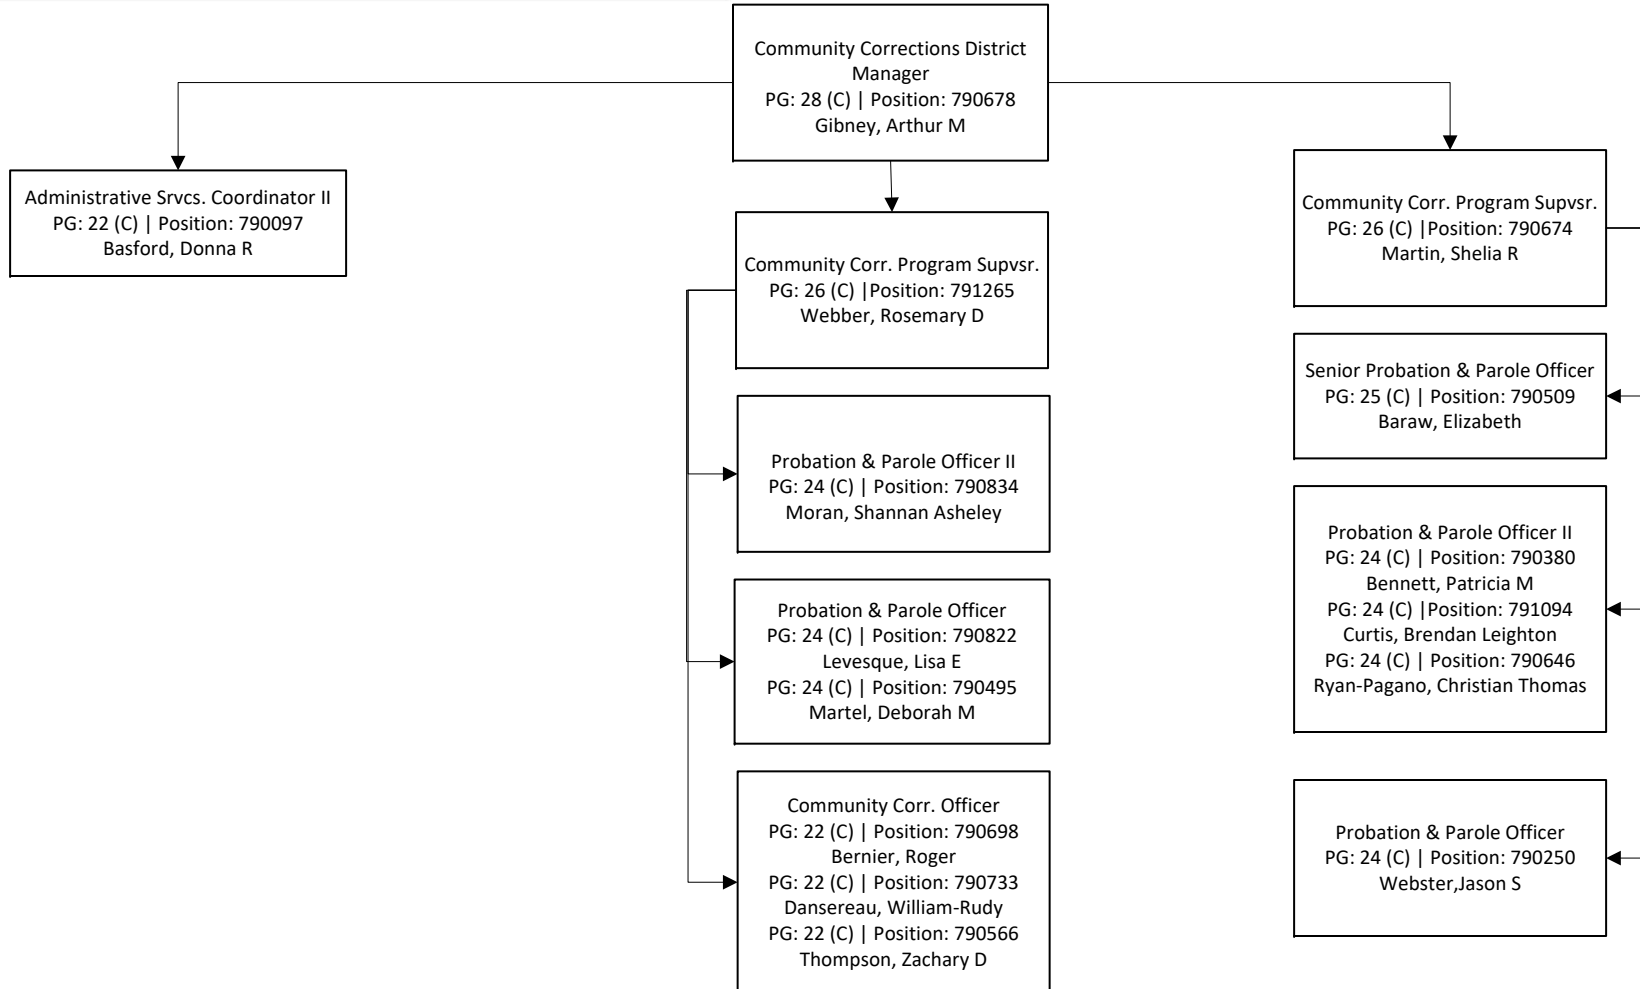 Community Corrections District
Manager
PG: 28 (C) | Position: 790678
Gibney, Arthur M
Administrative Srvcs. Coordinator II
PG: 22 (C) | Position: 790097
Basford, Donna R
Community Corr. Program Supvsr.
PG: 26 (C) |Position: 791265
Webber, Rosemary D
Probation & Parole Officer II
PG: 24 (C) | Position: 790834
Moran, Shannan Asheley
Probation & Parole Officer
PG: 24 (C) | Position: 790822
Levesque, Lisa E
PG: 24 (C) | Position: 790495
Martel, Deborah M
Community Corr. Officer
PG: 22 (C) | Position: 790698
Bernier, Roger
PG: 22 (C) | Position: 790733
Dansereau, William-Rudy
PG: 22 (C) | Position: 790566
Thompson, Zachary D
Community Corr. Program Supvsr.
PG: 26 (C) |Position: 790674
Martin, Shelia R
Senior Probation & Parole Officer
PG: 25 (C) | Position: 790509
Baraw, Elizabeth
Probation & Parole Officer II
PG: 24 (C) | Position: 790380
Bennett, Patricia M
PG: 24 (C) |Position: 791094
Curtis, Brendan Leighton
PG: 24 (C) | Position: 790646
Ryan-Pagano, Christian Thomas
Probation & Parole Officer
PG: 24 (C) | Position: 790250
Webster,Jason S